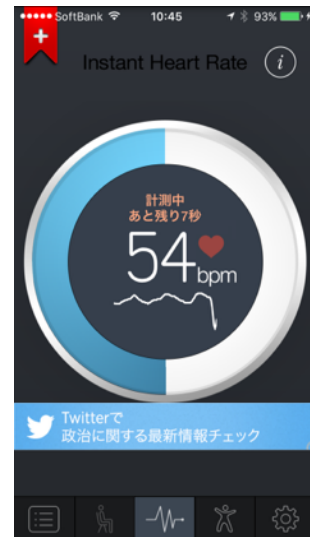 SoftBank 10:45 93%
Instant Heart Rate
i
計測中
あと残り7秒
54 bpm
Twitterで
政治に関する最新情報チェック